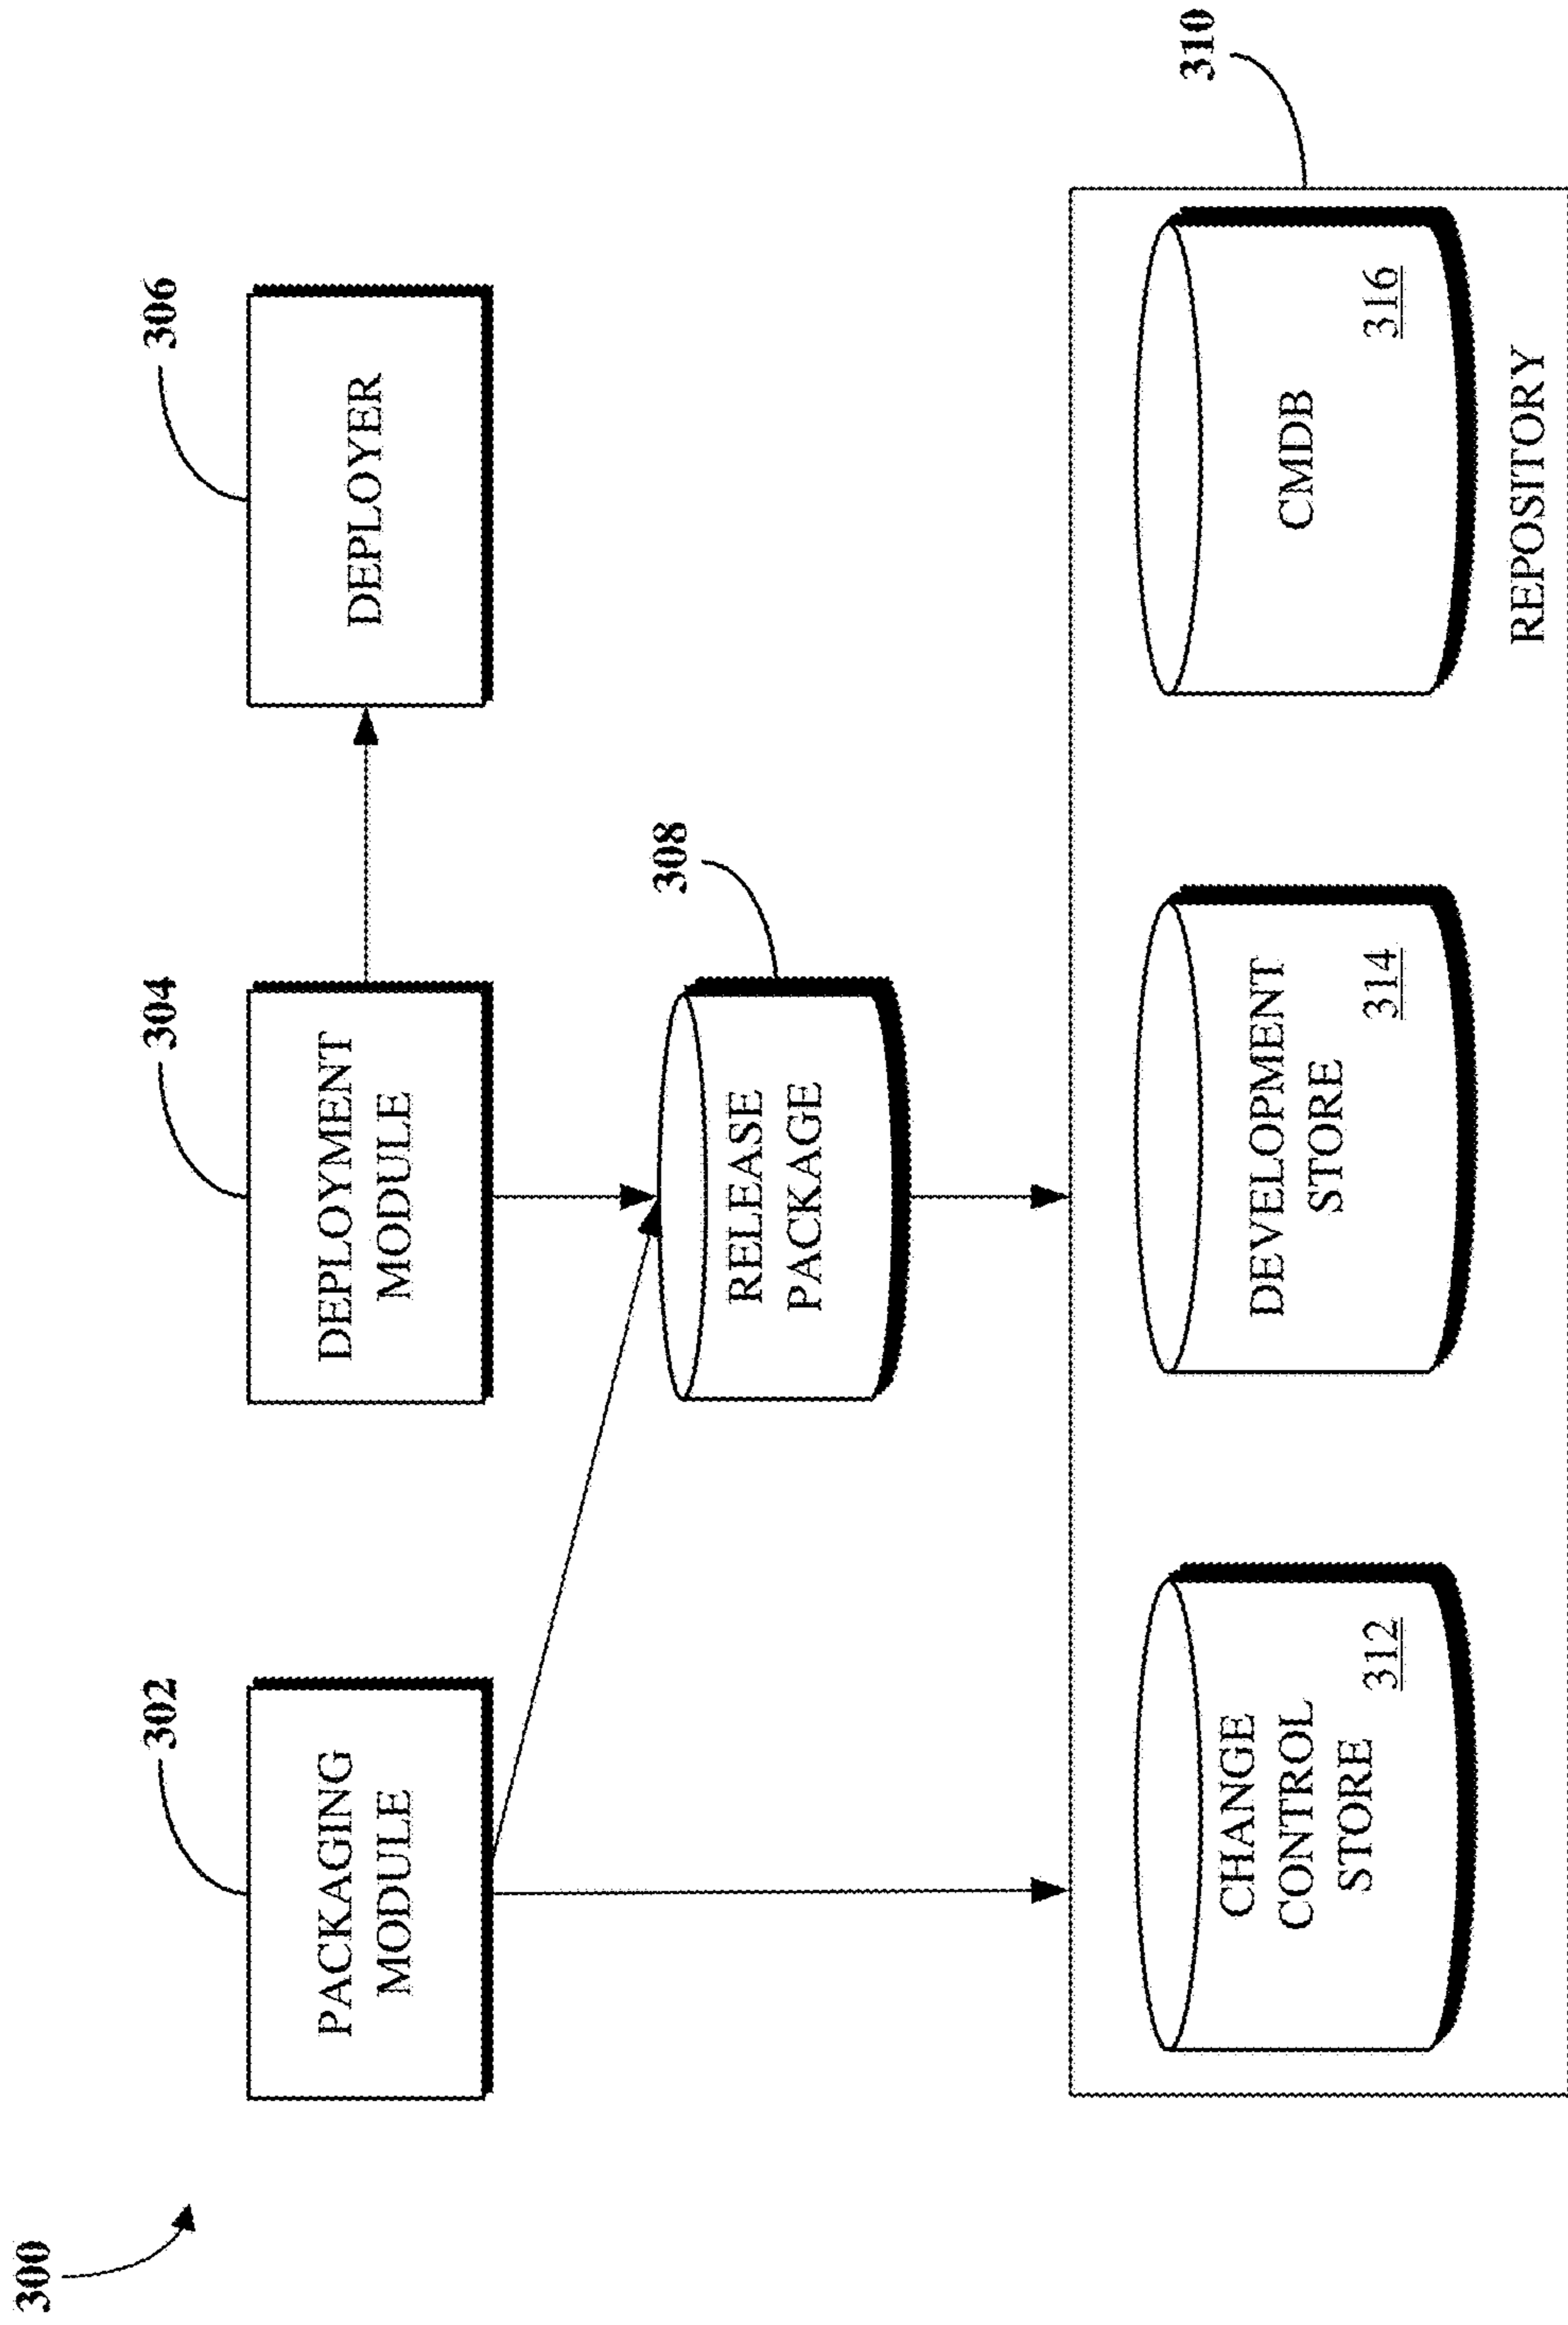 300
302
PACKAGING
MODULE
304
DEPLOYMENT
MODULE
306
DEPLOYER
308
RELEASE
PACKAGE
310
CHANGE
CONTROL
STORE
312
DEVELOPMENT
STORE
314
CMDB
316
REPOSITORY